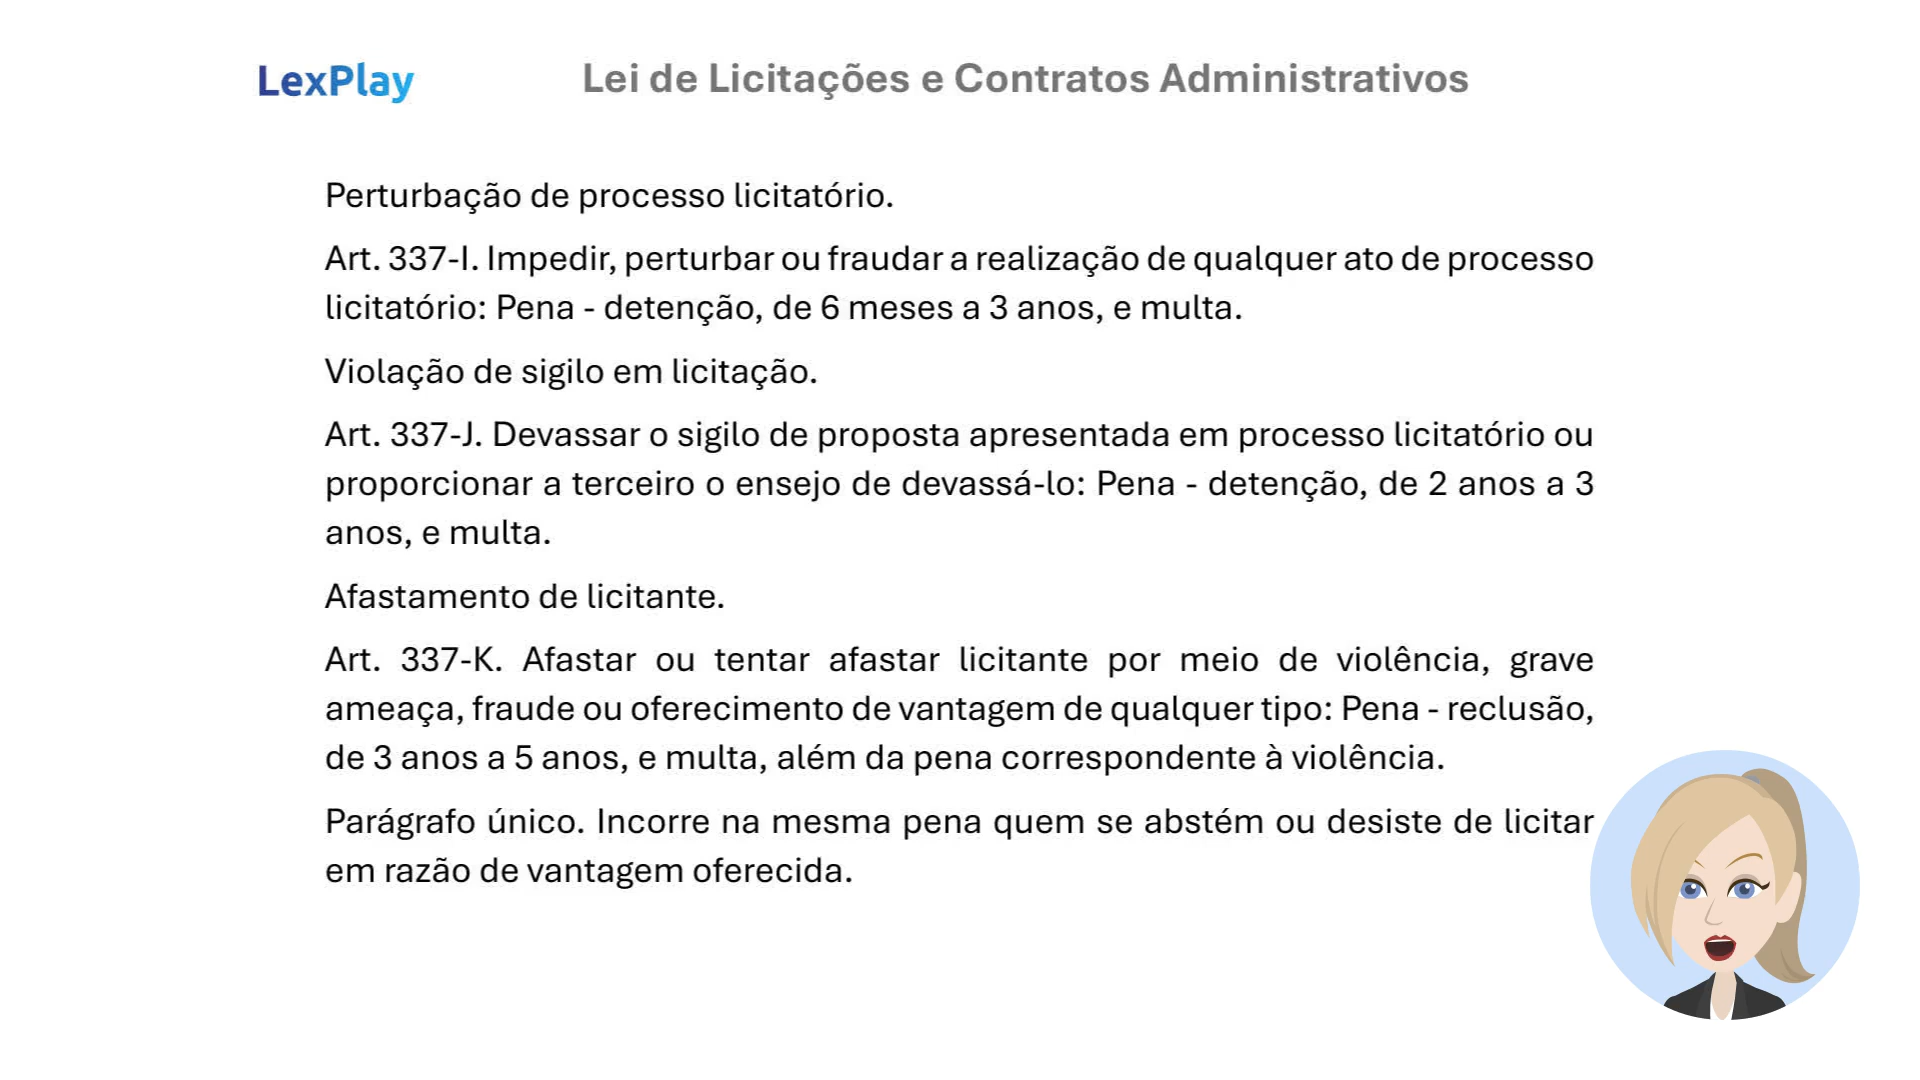 LexPlay
Lei de Licitações e Contratos Administrativos
Perturbação de processo licitatório.
Art. 337-I. Impedir, perturbar ou fraudar a realização de qualquer ato de processo
licitatório: Pena - detenção, de 6 meses a 3 anos, e multa.
Violação de sigilo em licitação.
Art. 337-J. Devassar o sigilo de proposta apresentada em processo licitatório ou
proporcionar a terceiro o ensejo de devassá-lo: Pena - detenção, de 2 anos a 3
anos, e multa.
Afastamento de licitante.
Art. 337-K. Afastar ou tentar afastar licitante por meio de violência, grave
ameaça, fraude ou oferecimento de vantagem de qualquer tipo: Pena - reclusão,
de 3 anos a 5 anos, e multa, além da pena correspondente à violência.
Parágrafo único. Incorre na mesma pena quem se abstém ou desiste de licitar
em razão de vantagem oferecida.